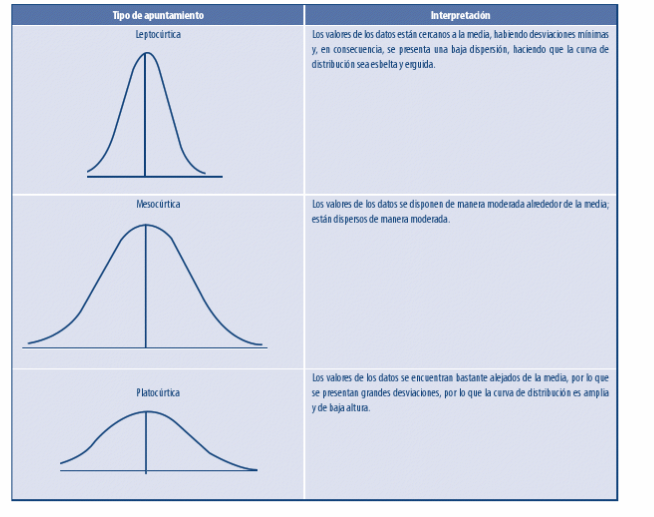 Tipo de apuntamiento
Interpretación
Leptocúrtica
Los valores de los datos están cercanos a la media, habiendo desviaciones mínimas
y, en consecuencia, se presenta una baja dispersión, haciendo que la curva de
distribución sea esbelta y erguida.
Mesocúrtica
Los valores de los datos se disponen de manera moderada alrededor de la media;
están dispersos de manera moderada.
Platocúrtica
Los valores de los datos se encuentran bastante alejados de la media, por lo que
se presentan grandes desviaciones, por lo que la curva de distribución es amplia
y de baja altura.